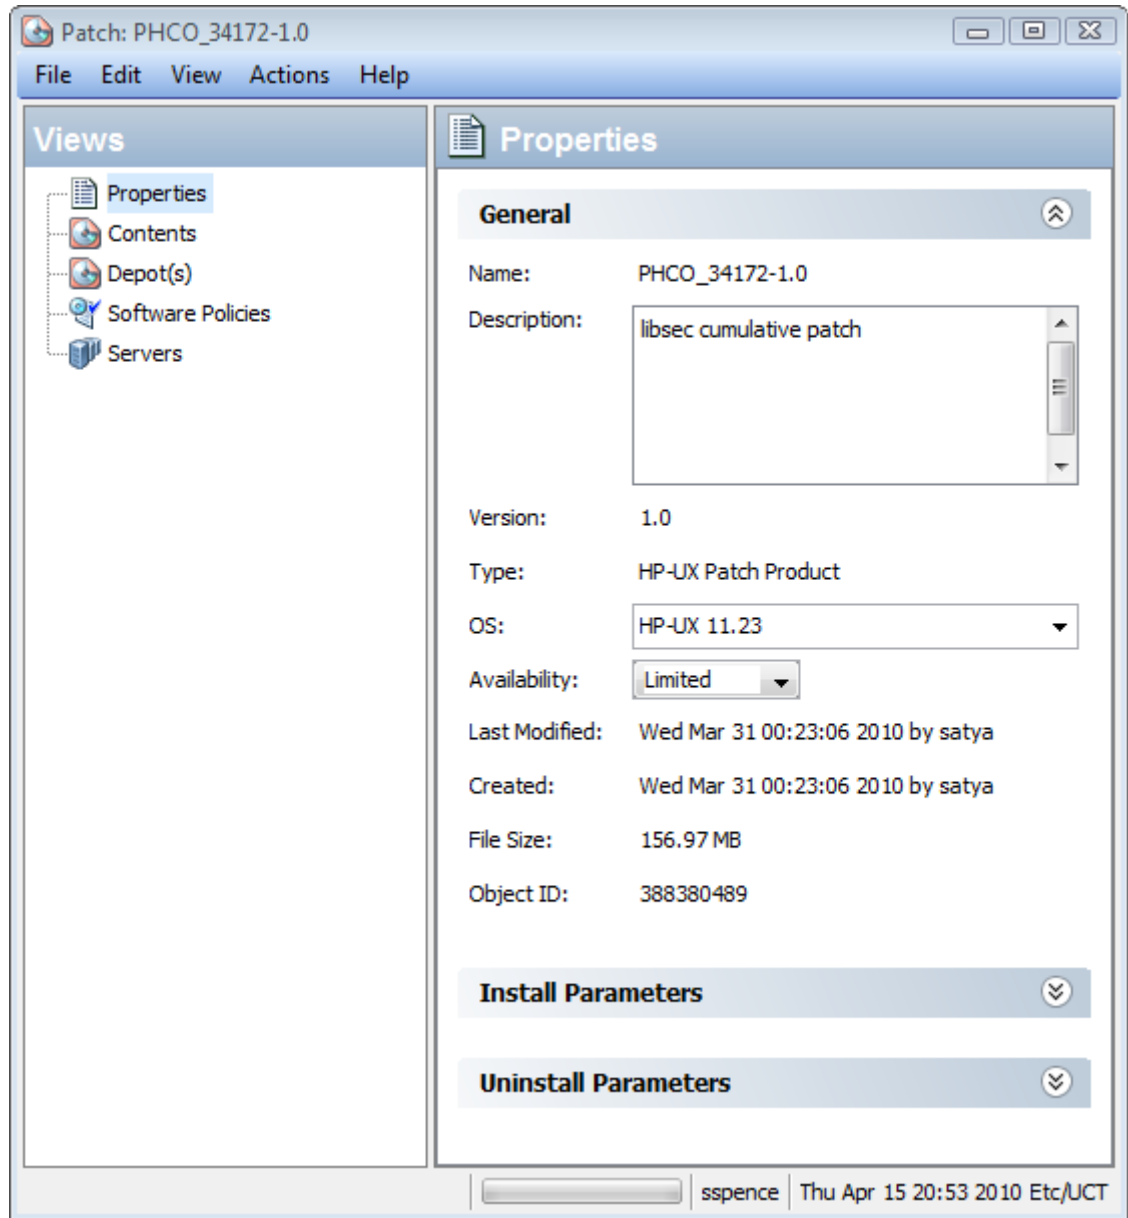 Patch: PHCO_34172-1.0
File Edit View Actions Help
Views
Properties
Contents
Depot(s)
Software Policies
Servers
Properties
General
Name: PHCO_34172-1.0
Description: libsec cumulative patch
Version: 1.0
Type: HP-UX Patch Product
OS: HP-UX 11.23
Availability: Limited
Last Modified: Wed Mar 31 00:23:06 2010 by satya
Created: Wed Mar 31 00:23:06 2010 by satya
File Size: 156.97 MB
Object ID: 388380489
Install Parameters
Uninstall Parameters
sspence Thu Apr 15 20:53 2010 Etc/UCT